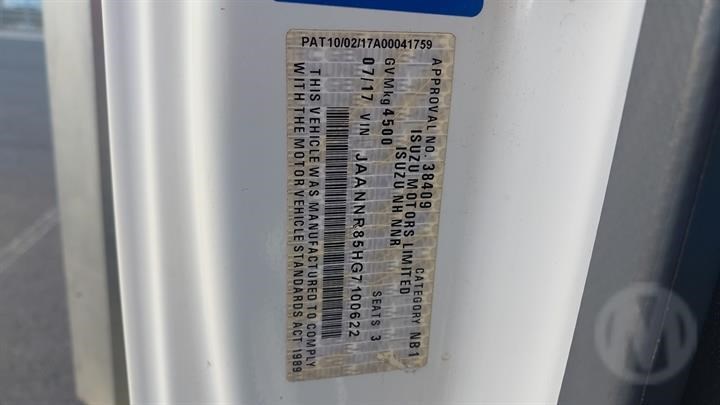 PAT10/02/17A00041759
APPROVAL NO. 38409 CATEGORY NB1
ISUZU MOTORS LIMITED
ISUZU NH NNR
GVMkg 4500 SEATS 3
07/17 VIN JAANNR85HG7100622
THIS VEHICLE WAS MANUFACTURED TO COMPLY
WITH THE MOTOR VEHICLE STANDARDS ACT 1989
M